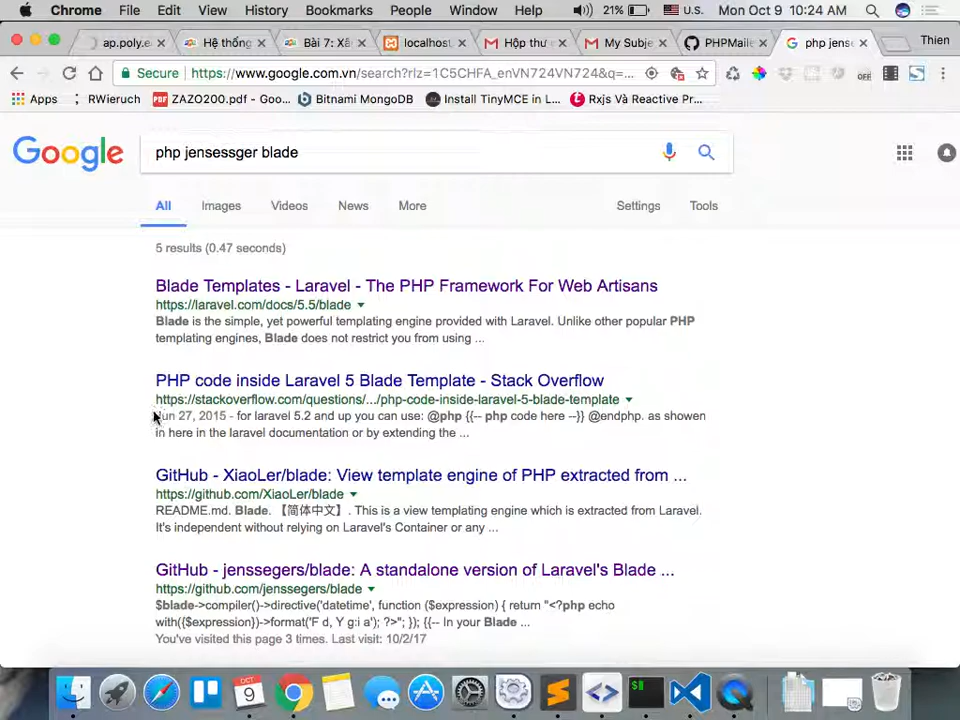 Chrome File Edit View History Bookmarks People Window Help 21% U.S. Mon Oct 9 10:24 AM
ap.poly.e Hệ thống Bài 7: Xâ localhost Hộp thư My Subje PHPMaile php jens Thien
Secure https://www.google.com.vn/search?rlz=1C5CHFA_enVN724VN724&q=... OFF
Apps RWieruch ZAZO200.pdf - Goo... Bitnami MongoDB Install TinyMCE in L... Rxjs Và Reactive Pr...
Google php jensessger blade
All Images Videos News More Settings Tools
5 results (0.47 seconds)
Blade Templates - Laravel - The PHP Framework For Web Artisans
https://laravel.com/docs/5.5/blade
Blade is the simple, yet powerful templating engine provided with Laravel. Unlike other popular PHP
templating engines, Blade does not restrict you from using ...
PHP code inside Laravel 5 Blade Template - Stack Overflow
https://stackoverflow.com/questions/.../php-code-inside-laravel-5-blade-template
Jun 27, 2015 - for laravel 5.2 and up you can use: @php {{-- php code here --}} @endphp. as showen
in here in the laravel documentation or by extending the ...
GitHub - XiaoLer/blade: View template engine of PHP extracted from ...
https://github.com/XiaoLer/blade
README.md. Blade. 【简体中文】. This is a view templating engine which is extracted from Laravel.
It's independent without relying on Laravel's Container or any ...
GitHub - jenssegers/blade: A standalone version of Laravel's Blade ...
https://github.com/jenssegers/blade
$blade->compiler()->directive('datetime', function ($expression) { return "<?php echo
with({$expression})->format('F d, Y g:i a'); ?>"; }); {{-- In your Blade ...
You've visited this page 3 times. Last visit: 10/2/17
OCT
9